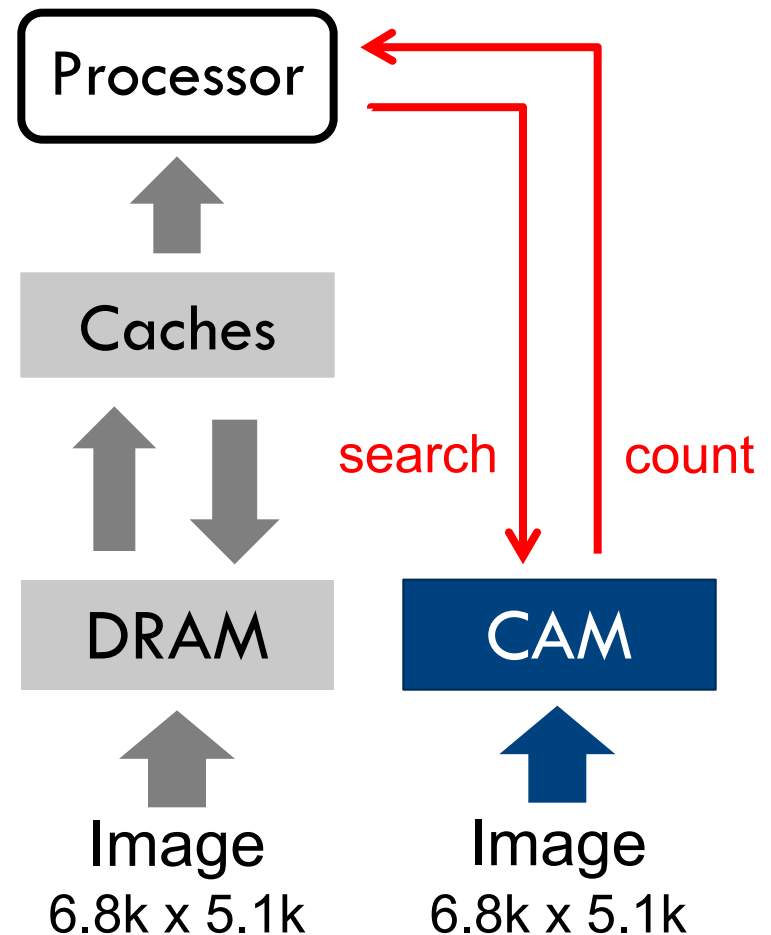 Processor
Caches
search
count
DRAM
CAM
Image
6.8k x 5.1k
Image
6.8k x 5.1k